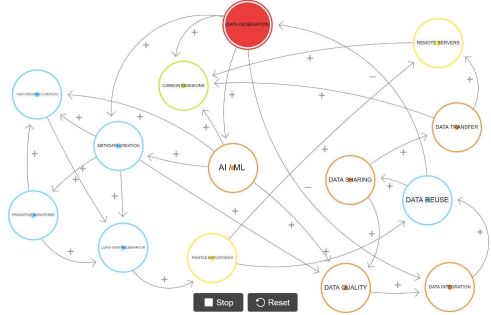 DATA GENERATION
REMOTE SERVERS
CARBON EMISSIONS
DATA TRANSFER
METADATA CREATION
AI / ML
DATA SHARING
DATA REUSE
LONG-TERM PRESERVATION
TRUSTED REPOSITORIES
DATA QUALITY
DATA INTEGRATION
Stop
Reset